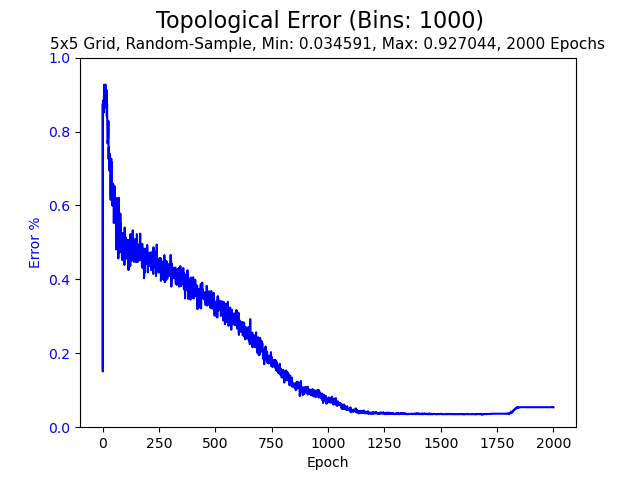 Topological Error (Bins: 1000)
5x5 Grid, Random-Sample, Min: 0.034591, Max: 0.927044, 2000 Epochs
1.0
0.8
0.6
0.4
0.2
0.0
Error %
0 250 500 750 1000 1250 1500 1750 2000
Epoch